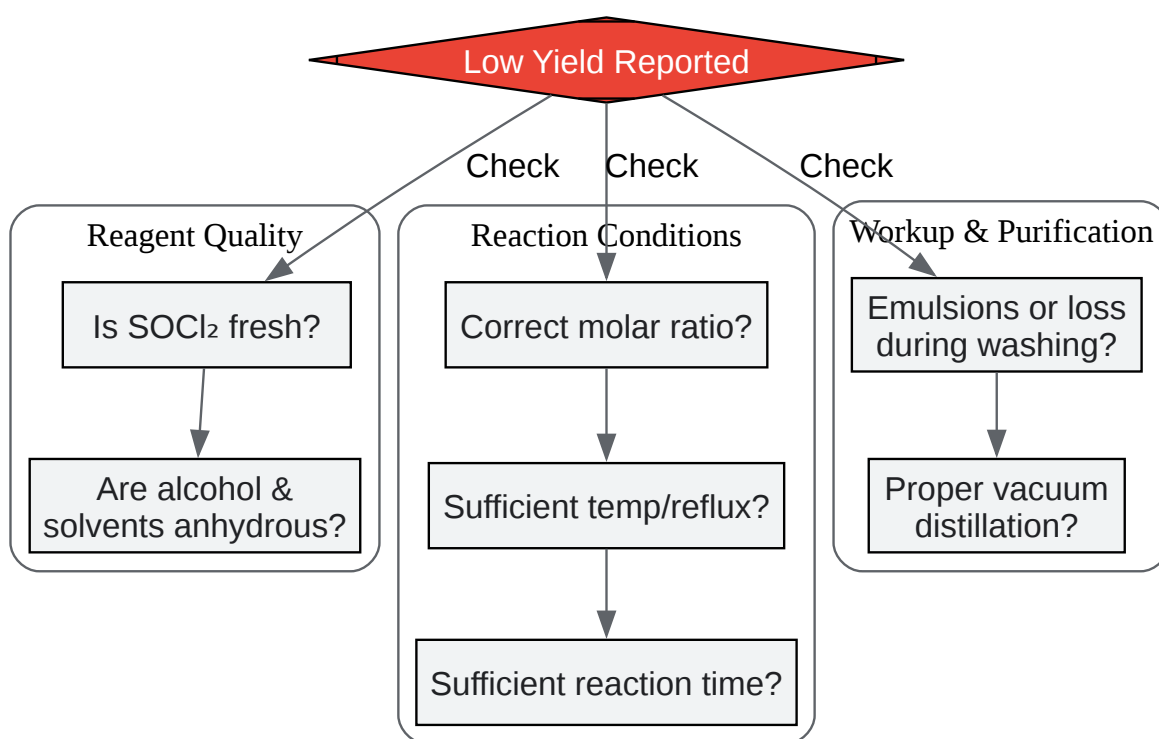 Low Yield Reported
Check
Check
Check
Reagent Quality
Is SOCl₂ fresh?
Are alcohol &
solvents anhydrous?
Reaction Conditions
Correct molar ratio?
Sufficient temp/reflux?
Sufficient reaction time?
Workup & Purification
Emulsions or loss
during washing?
Proper vacuum
distillation?